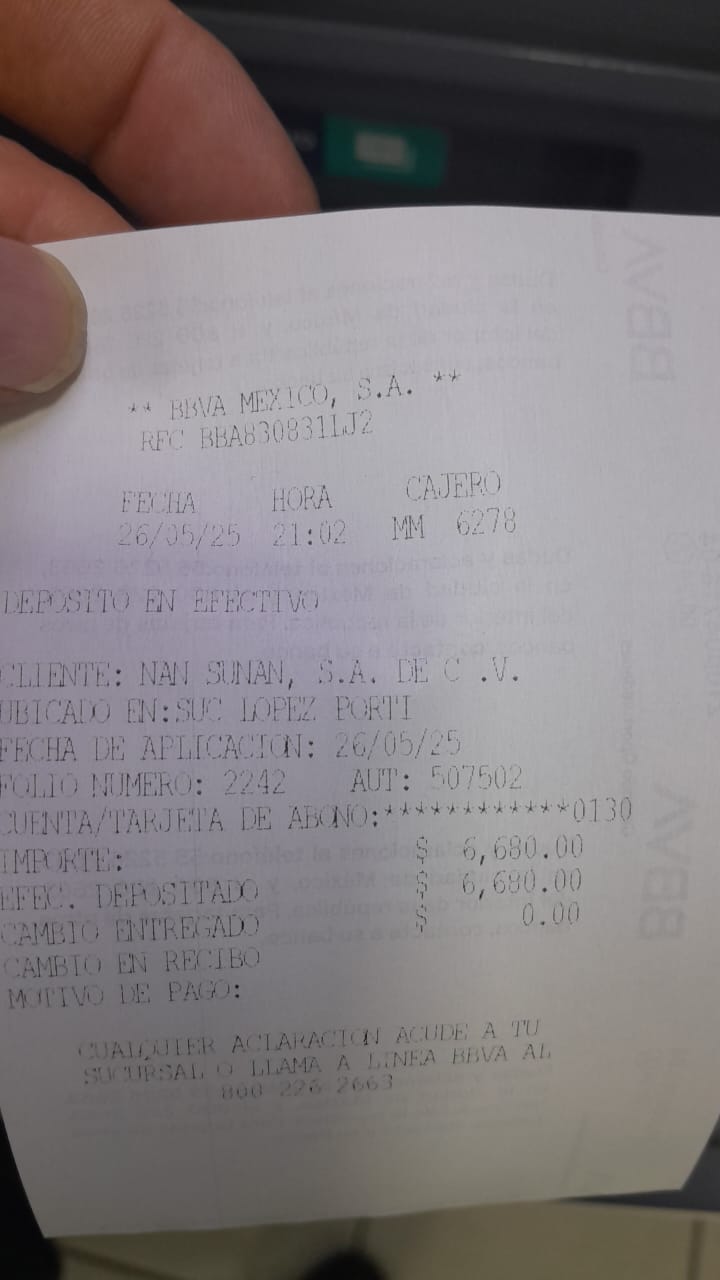 ** BBVA MEXICO, S.A. **
RFC BBA830831LJ2
FECHA HORA CAJERO
26/05/25 21:02 MM 6278
DEPOSITO EN EFECTIVO
CLIENTE: NAN SUNAN, S.A. DE C .V.
UBICADO EN:SUC LOPEZ PORTI
FECHA DE APLICACION: 26/05/25
FOLIO NUMERO: 2242 AUT: 507502
CUENTA/TARJETA DE ABONO:************0130
IMPORTE: $ 6,680.00
EFEC. DEPOSITADO $ 6,680.00
CAMBIO ENTREGADO $ 0.00
CAMBIO EN RECIBO
MOTIVO DE PAGO:
CUALQUIER ACLARACION ACUDE A TU
SUCURSAL O LLAMA A LINEA BBVA AL
800 226 2663
BBVA
BBVA